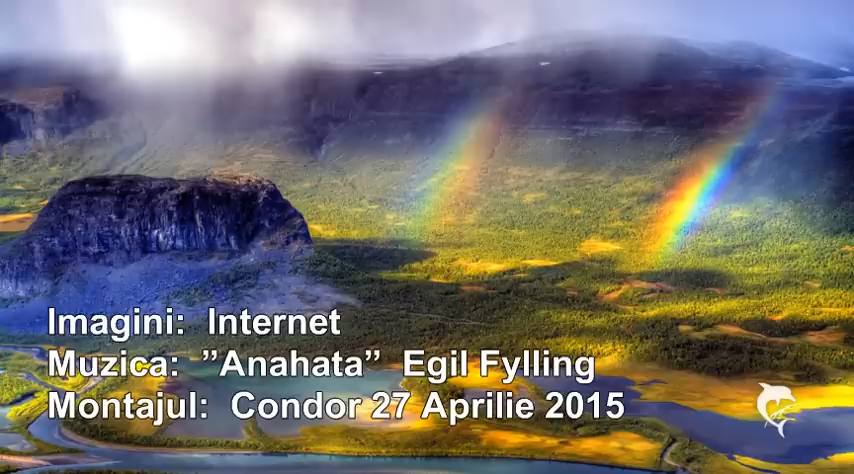 Imagini:  Internet
Muzica:  ”Anahata”  Egil Fylling
Montajul:  Condor 27 Aprilie 2015